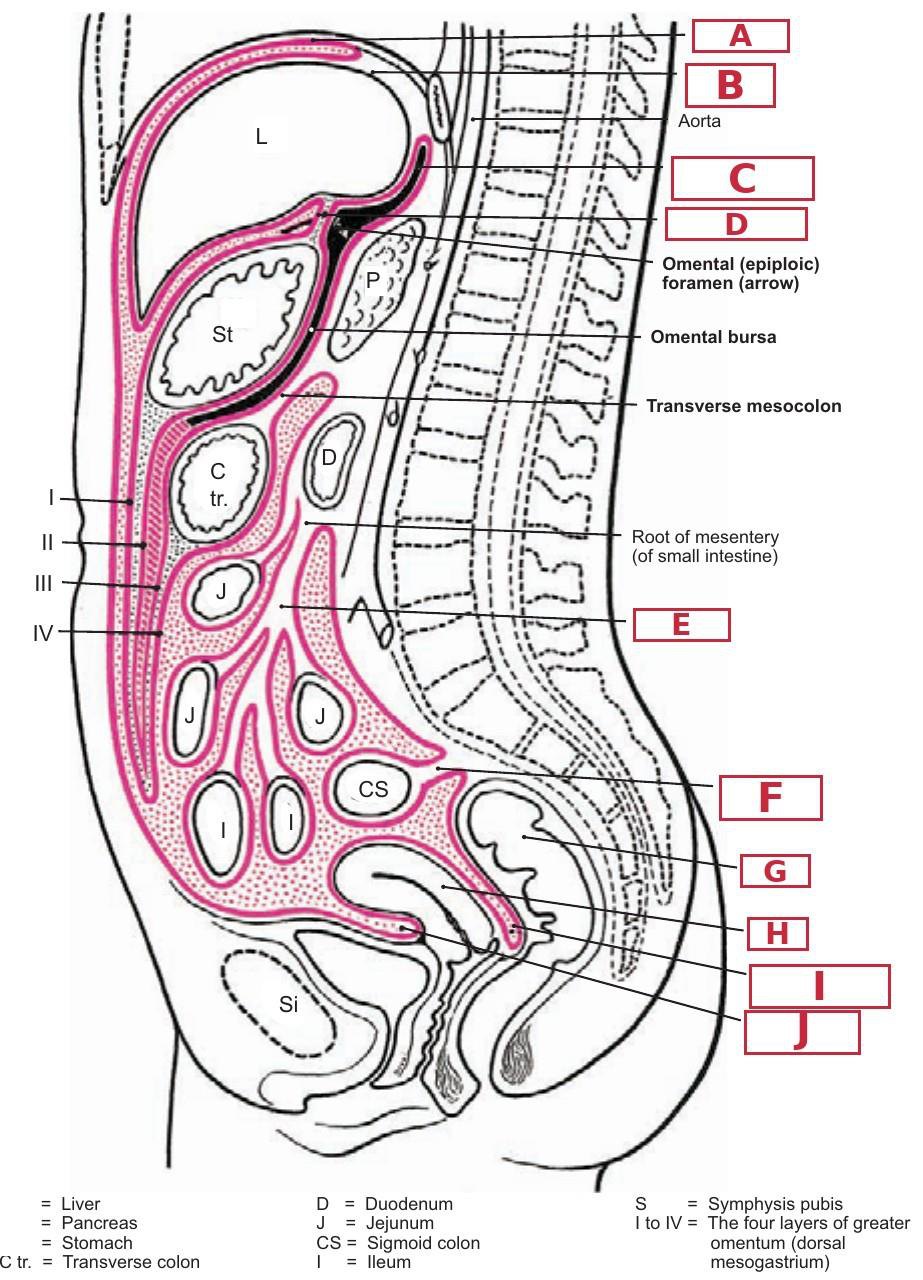 A
B
L
Aorta
C
D
Omental (epiploic)
foramen (arrow)
P
St
Omental bursa
Transverse mesocolon
C
tr.
D
I
Root of mesentery
(of small intestine)
II
III
J
IV
E
J
J
F
CS
I
I
G
H
I
J
Si
= Liver
= Pancreas
= Stomach
C tr. = Transverse colon
D = Duodenum
J = Jejunum
CS = Sigmoid colon
I = Ileum
S = Symphysis pubis
I to IV = The four layers of greater
omentum (dorsal
mesogastrium)